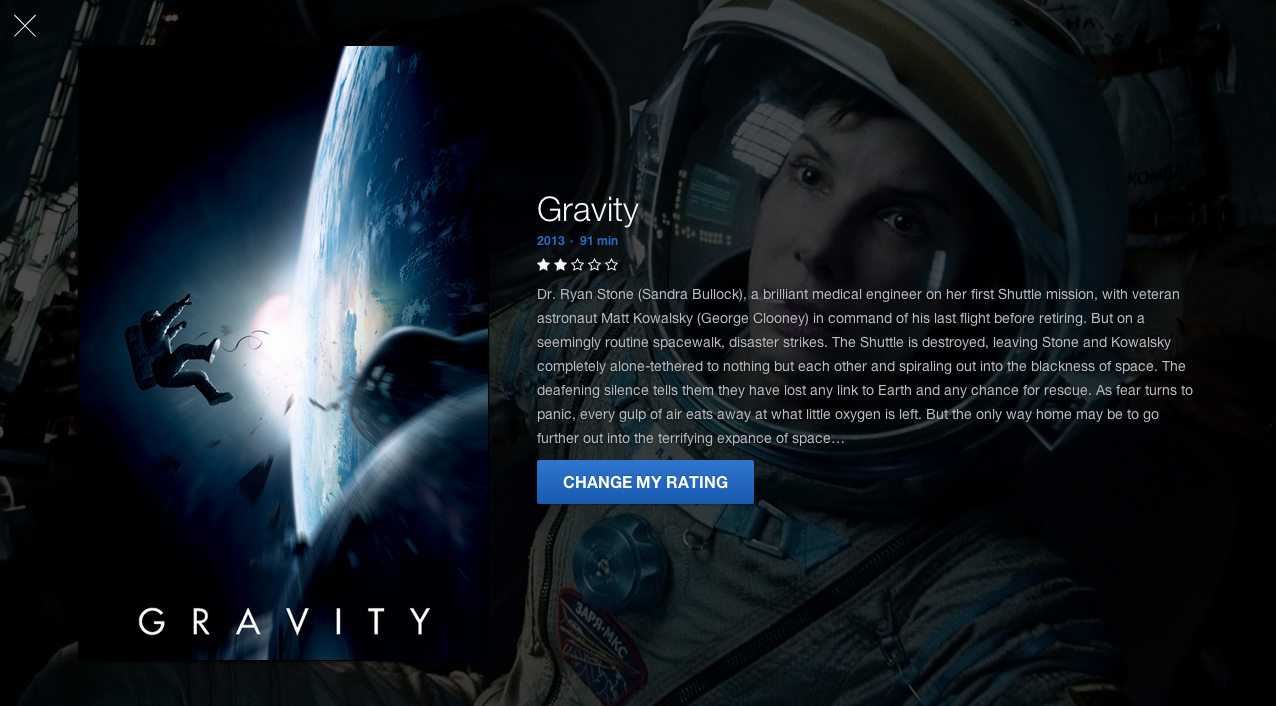 GRAVITY
Gravity
2013 · 91 min
Dr. Ryan Stone (Sandra Bullock), a brilliant medical engineer on her first Shuttle mission, with veteran
astronaut Matt Kowalsky (George Clooney) in command of his last flight before retiring. But on a
seemingly routine spacewalk, disaster strikes. The Shuttle is destroyed, leaving Stone and Kowalsky
completely alone-tethered to nothing but each other and spiraling out into the blackness of space. The
deafening silence tells them they have lost any link to Earth and any chance for rescue. As fear turns to
panic, every gulp of air eats away at what little oxygen is left. But the only way home may be to go
further out into the terrifying expance of space…
CHANGE MY RATING
ЗАРЯ-МКС